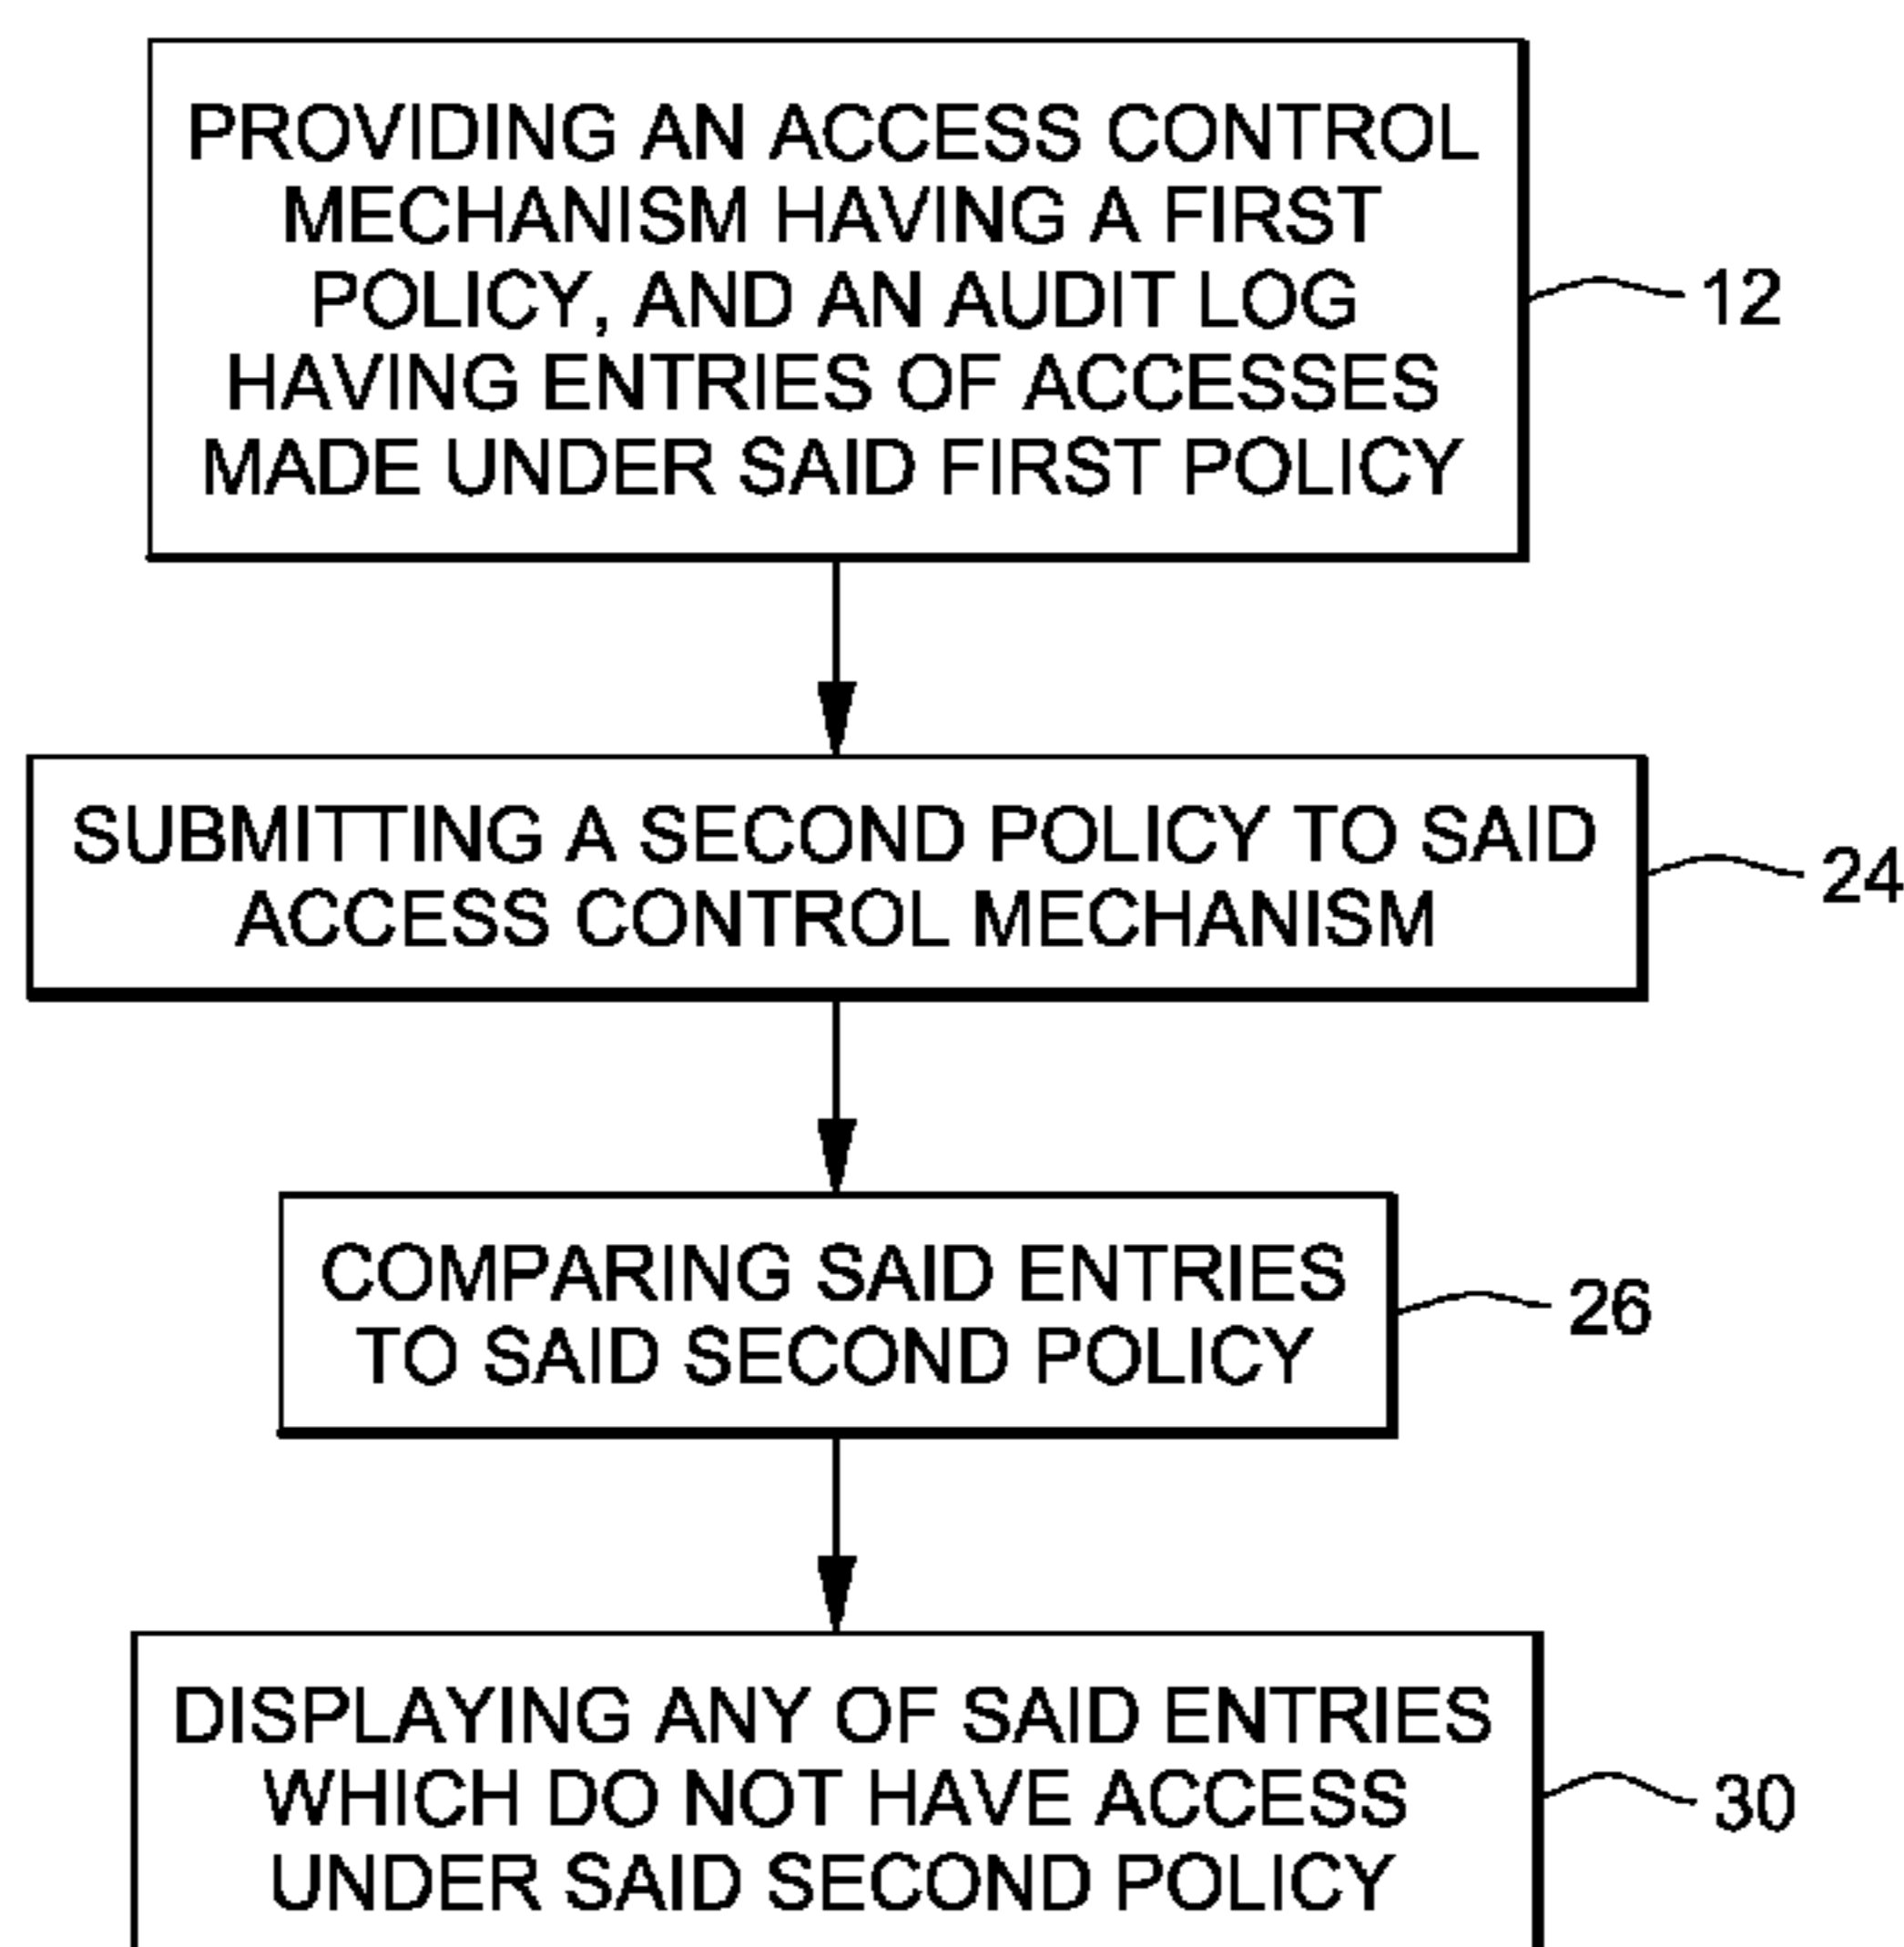 PROVIDING AN ACCESS CONTROL
MECHANISM HAVING A FIRST
POLICY, AND AN AUDIT LOG
HAVING ENTRIES OF ACCESSES
MADE UNDER SAID FIRST POLICY
12
SUBMITTING A SECOND POLICY TO SAID
ACCESS CONTROL MECHANISM
24
COMPARING SAID ENTRIES
TO SAID SECOND POLICY
26
DISPLAYING ANY OF SAID ENTRIES
WHICH DO NOT HAVE ACCESS
UNDER SAID SECOND POLICY
30